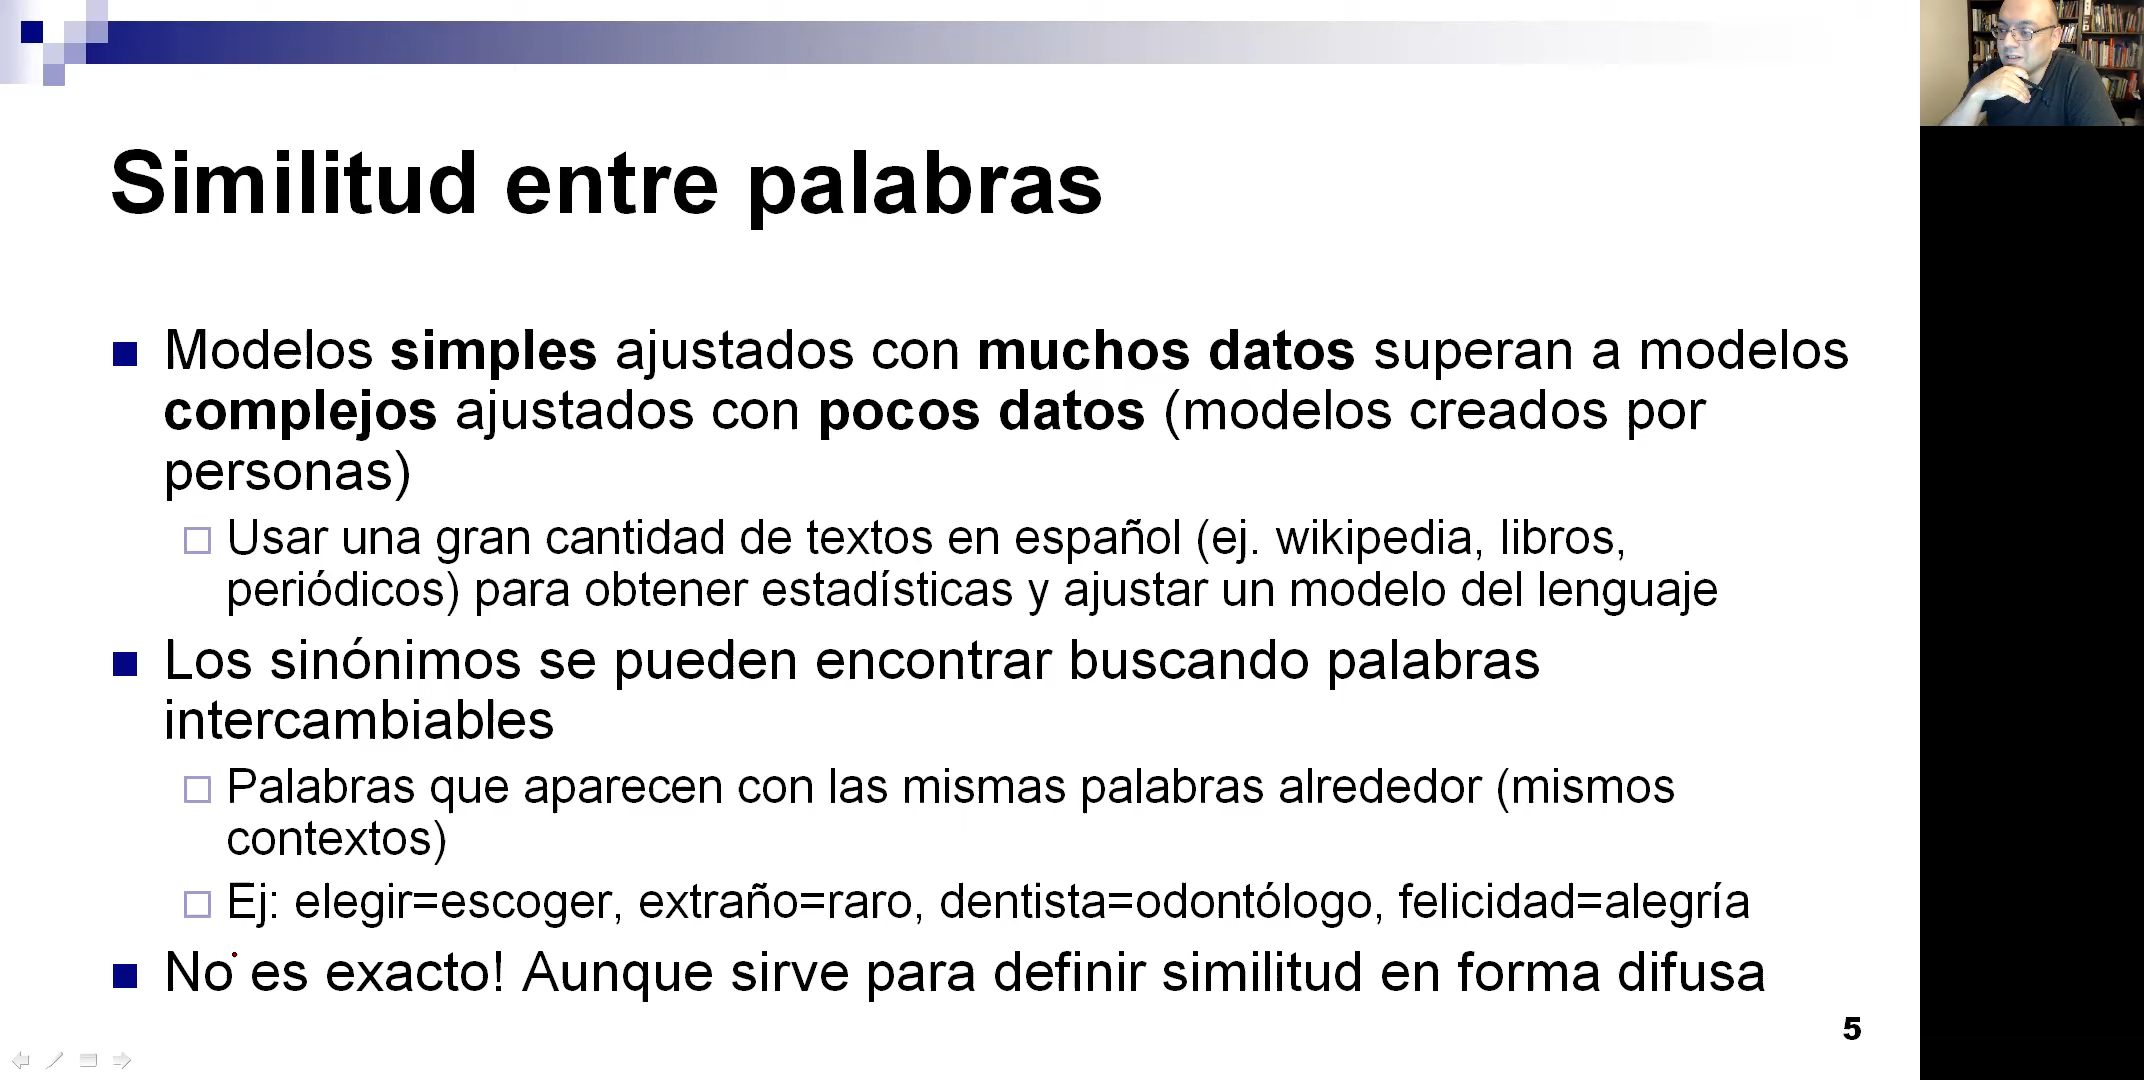 Similitud entre palabras
Modelos simples ajustados con muchos datos superan a modelos
complejos ajustados con pocos datos (modelos creados por
personas)
Usar una gran cantidad de textos en español (ej. wikipedia, libros,
periódicos) para obtener estadísticas y ajustar un modelo del lenguaje
Los sinónimos se pueden encontrar buscando palabras
intercambiables
Palabras que aparecen con las mismas palabras alrededor (mismos
contextos)
Ej: elegir=escoger, extraño=raro, dentista=odontólogo, felicidad=alegría
No es exacto! Aunque sirve para definir similitud en forma difusa
5